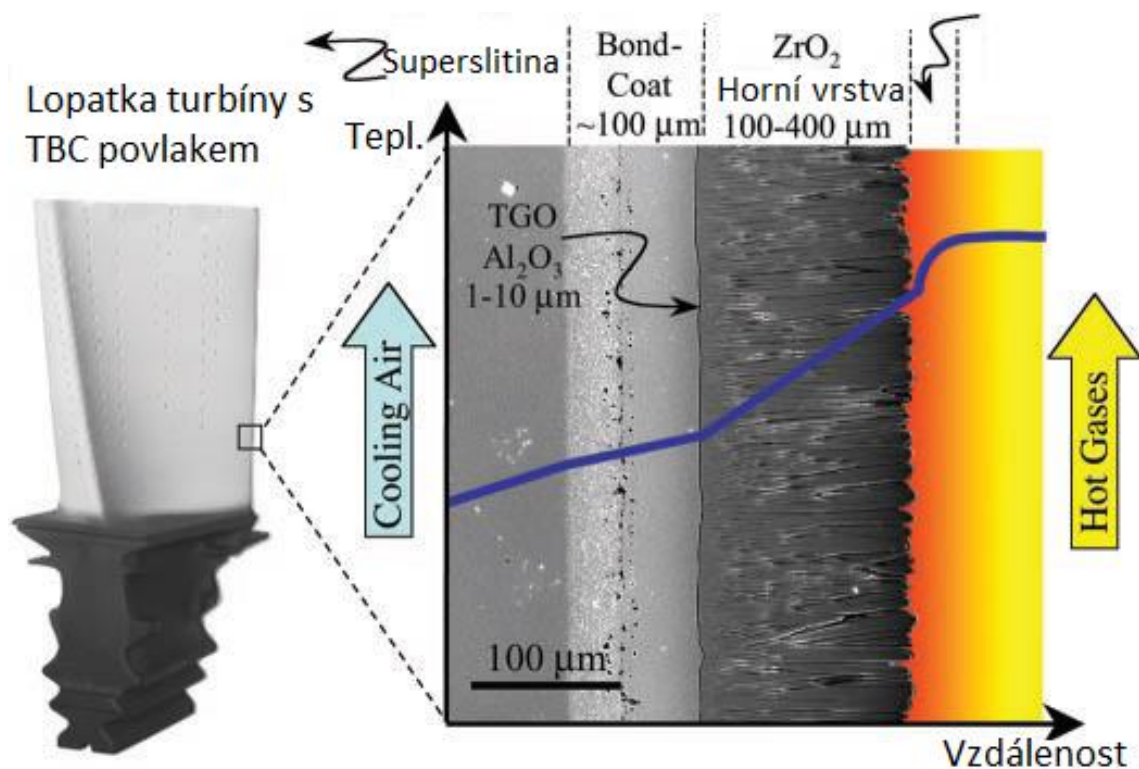 Lopatka turbíny s
TBC povlakem
Superslitina
Bond-
Coat
~100 μm
ZrO₂
Horní vrstva
100-400 μm
Tepl.
TGO
Al₂O₃
1-10 μm
Cooling Air
Hot Gases
100 μm
Vzdálenost